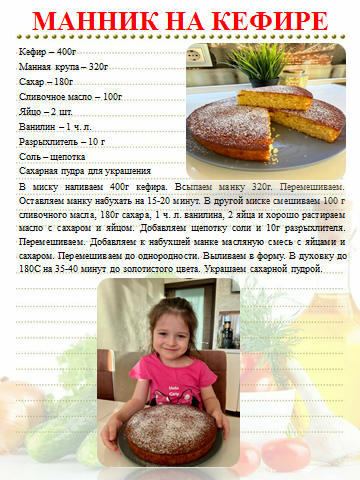 МАННИК НА КЕФИРЕ
Кефир – 400г
Манная крупа – 320г
Сахар – 180г
Сливочное масло – 100г
Яйцо – 2 шт.
Ванилин – 1 ч. л.
Разрыхлитель – 10 г
Соль – щепотка
Сахарная пудра для украшения
В миску наливаем 400г кефира. Всыпаем манку 320г. Перемешиваем.
Оставляем манку набухать на 15-20 минут. В другой миске смешиваем 100 г
сливочного масла, 180г сахара, 1 ч. л. ванилина, 2 яйца и хорошо растираем
масло с сахаром и яйцом. Добавляем щепотку соли и 10г разрыхлителя.
Перемешиваем. Добавляем к набухшей манке масляную смесь с яйцами и
сахаром. Перемешиваем до однородности. Выливаем в форму. В духовку до
180С на 35-40 минут до золотистого цвета. Украшаем сахарной пудрой.